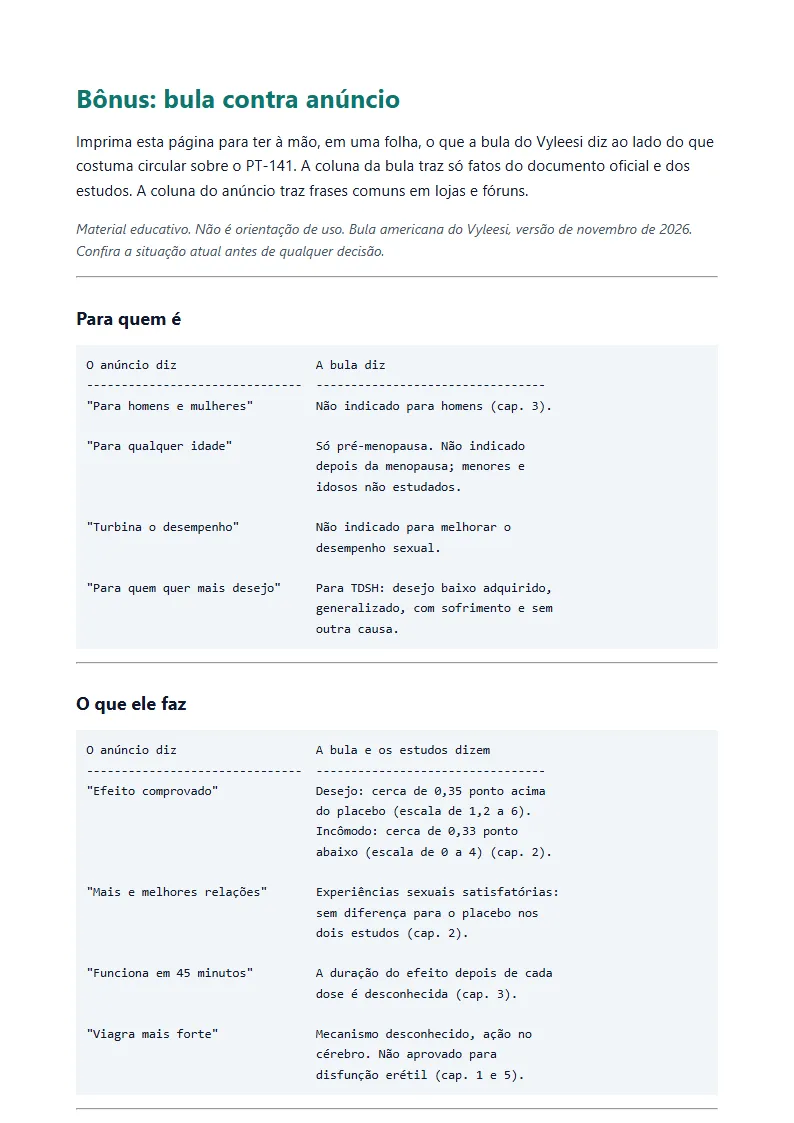 Bônus: bula contra anúncio
Imprima esta página para ter à mão, em uma folha, o que a bula do Vyleesi diz ao lado do que
costuma circular sobre o PT-141. A coluna da bula traz só fatos do documento oficial e dos
estudos. A coluna do anúncio traz frases comuns em lojas e fóruns.
Material educativo. Não é orientação de uso. Bula americana do Vyleesi, versão de novembro de 2026.
Confira a situação atual antes de qualquer decisão.
Para quem é
O anúncio diz A bula diz
------------------------------- ---------------------------------
"Para homens e mulheres" Não indicado para homens (cap. 3).
"Para qualquer idade" Só pré-menopausa. Não indicado
depois da menopausa; menores e
idosos não estudados.
"Turbina o desempenho" Não indicado para melhorar o
desempenho sexual.
"Para quem quer mais desejo" Para TDSH: desejo baixo adquirido,
generalizado, com sofrimento e sem
outra causa.
O que ele faz
O anúncio diz A bula e os estudos dizem
------------------------------- ---------------------------------
"Efeito comprovado" Desejo: cerca de 0,35 ponto acima
do placebo (escala de 1,2 a 6).
Incômodo: cerca de 0,33 ponto
abaixo (escala de 0 a 4) (cap. 2).
"Mais e melhores relações" Experiências sexuais satisfatórias:
sem diferença para o placebo nos
dois estudos (cap. 2).
"Funciona em 45 minutos" A duração do efeito depois de cada
dose é desconhecida (cap. 3).
"Viagra mais forte" Mecanismo desconhecido, ação no
cérebro. Não aprovado para
disfunção erétil (cap. 1 e 5).